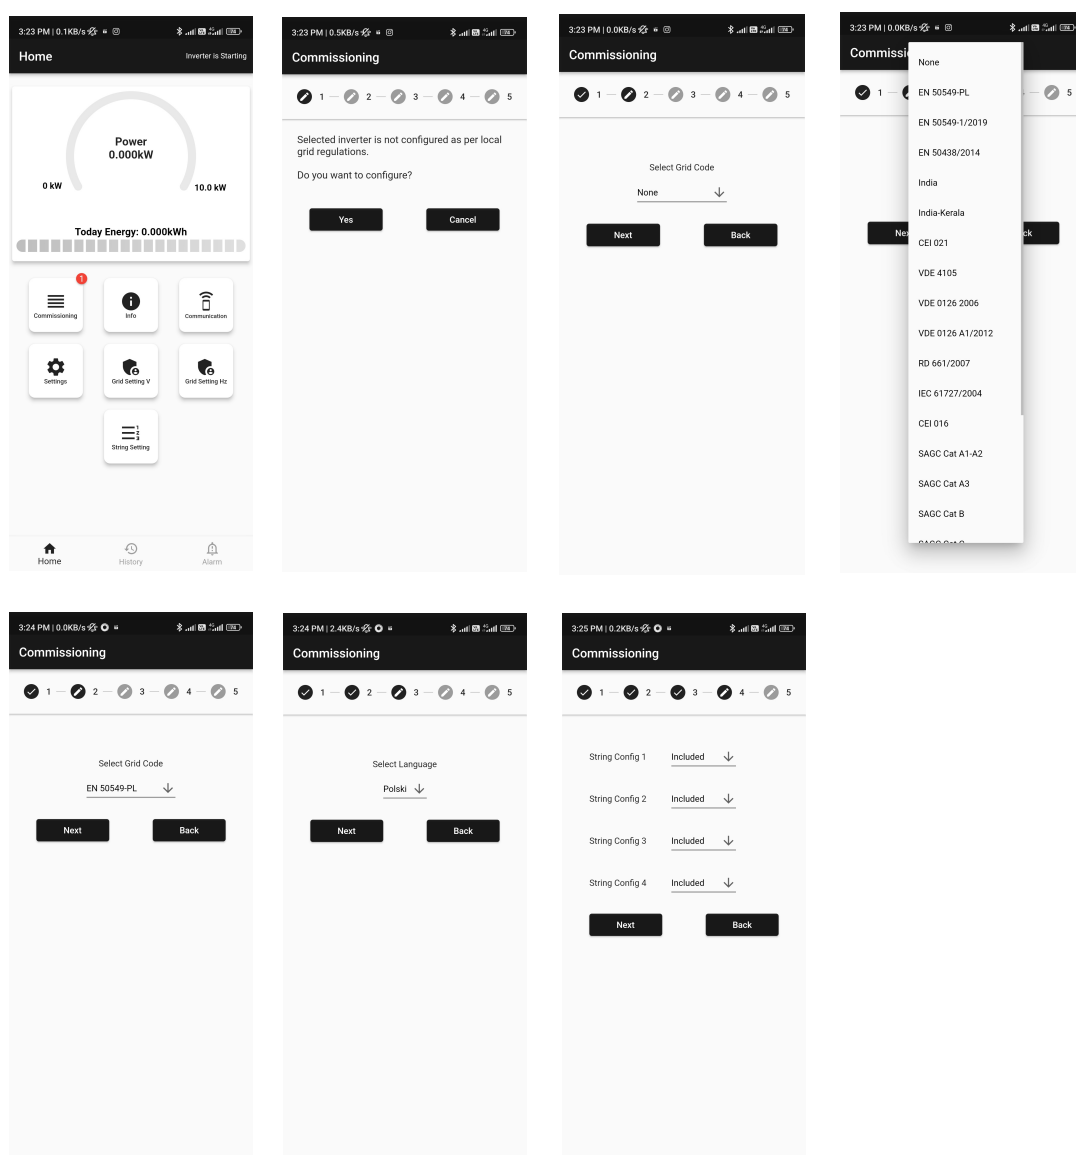 3:23 PM | 0.1KB/s
Home
Inverter is Starting
Power
0.000kW
0 kW
10.0 kW
Today Energy: 0.000kWh
1
Commissioning
Info
Communication
Settings
Grid Setting V
Grid Setting Hz
1
2
3
String Setting
Home
History
Alarm
3:23 PM | 0.5KB/s
Commissioning
1 2 3 4 5
Selected inverter is not configured as per local
grid regulations.
Do you want to configure?
Yes
Cancel
3:23 PM | 0.0KB/s
Commissioning
1 2 3 4 5
Select Grid Code
None
Next
Back
3:23 PM | 0.0KB/s
Commissi
1 5
Nex
ck
None
EN 50549-PL
EN 50549-1/2019
EN 50438/2014
India
India-Kerala
CEI 021
VDE 4105
VDE 0126 2006
VDE 0126 A1/2012
RD 661/2007
IEC 61727/2004
CEI 016
SAGC Cat A1-A2
SAGC Cat A3
SAGC Cat B
3:24 PM | 0.0KB/s
Commissioning
1 2 3 4 5
Select Grid Code
EN 50549-PL
Next
Back
3:24 PM | 2.4KB/s
Commissioning
1 2 3 4 5
Select Language
Polski
Next
Back
3:25 PM | 0.2KB/s
Commissioning
1 2 3 4 5
String Config 1 Included
String Config 2 Included
String Config 3 Included
String Config 4 Included
Next
Back